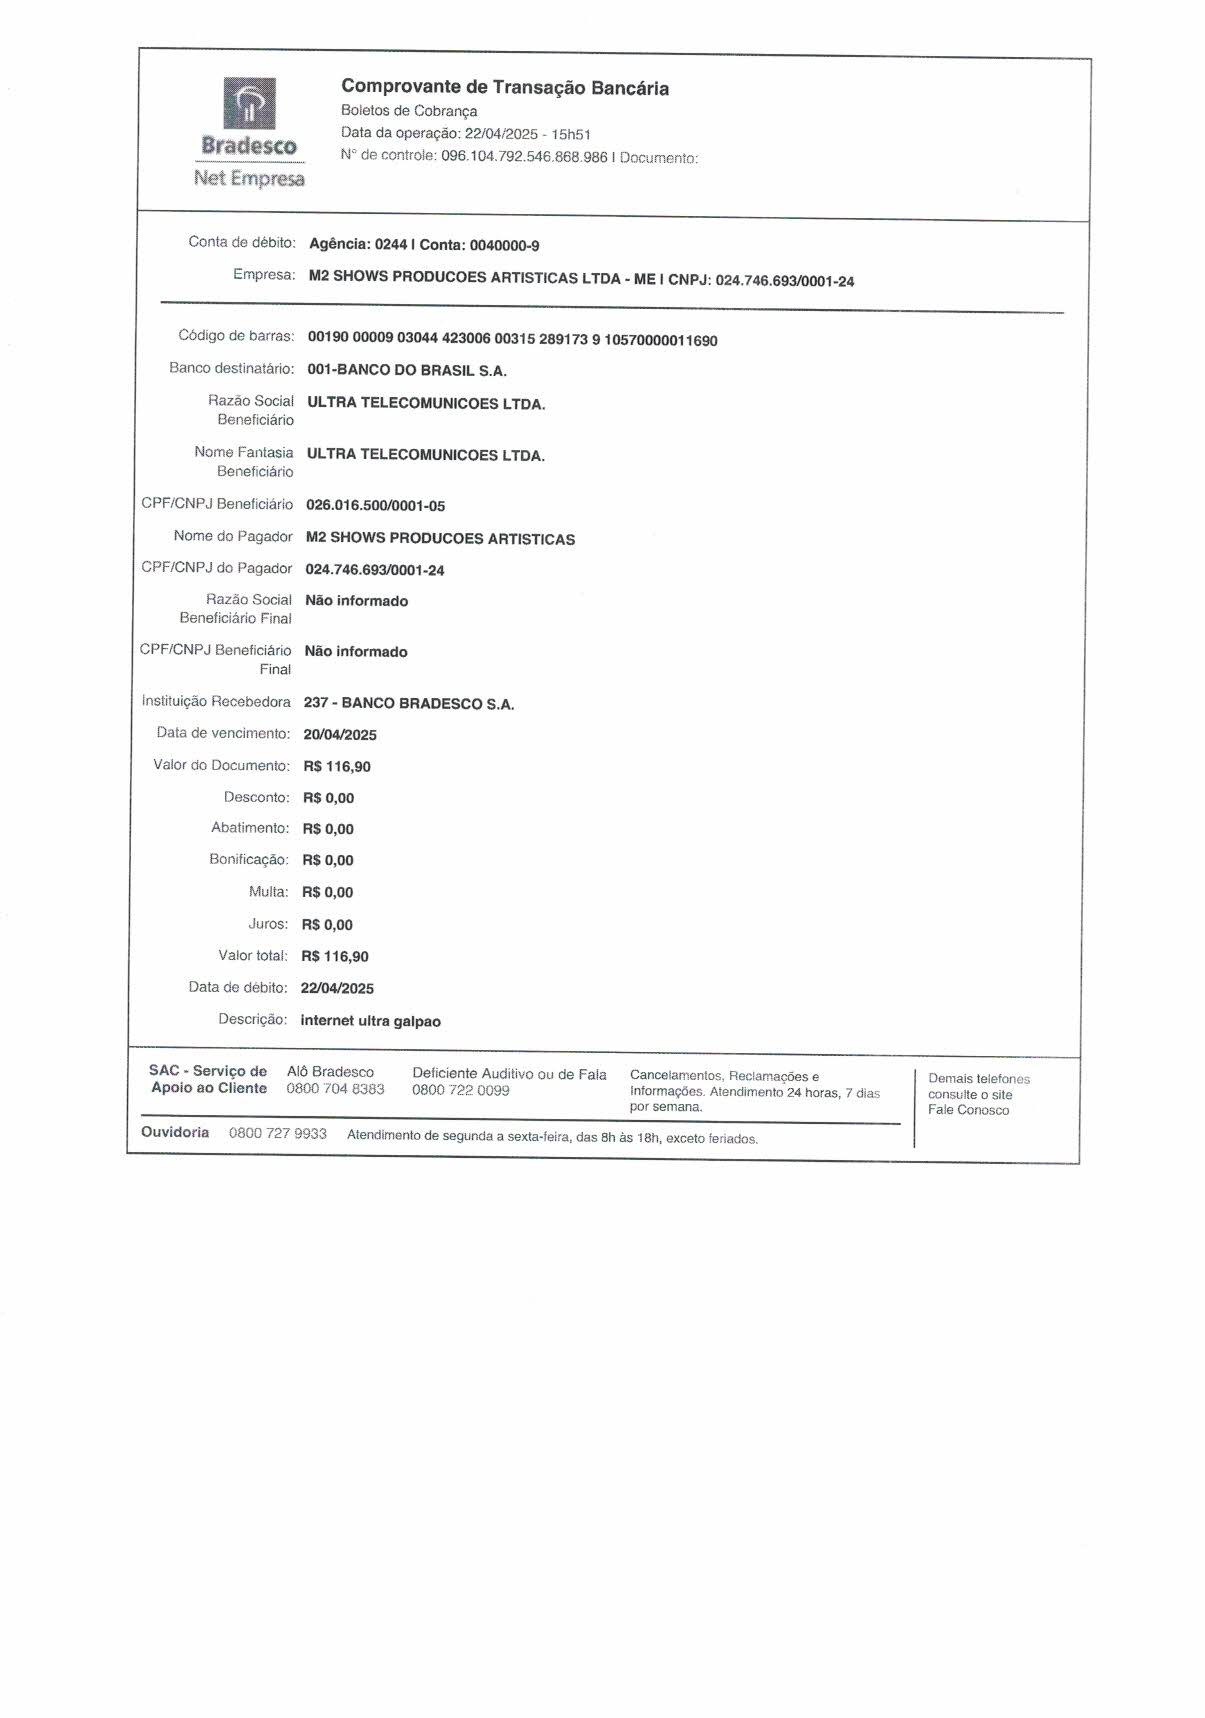 Bradesco
Net Empresa
Comprovante de Transação Bancária
Boletos de Cobrança
Data da operação: 22/04/2025 - 15h51
N° de controle: 096.104.792.546.868.986 | Documento:
Conta de débito: Agência: 0244 | Conta: 0040000-9
Empresa: M2 SHOWS PRODUCOES ARTISTICAS LTDA - ME | CNPJ: 024.746.693/0001-24
Código de barras: 00190 00009 03044 423006 00315 289173 9 10570000011690
Banco destinatário: 001-BANCO DO BRASIL S.A.
Razão Social ULTRA TELECOMUNICOES LTDA.
Beneficiário
Nome Fantasia ULTRA TELECOMUNICOES LTDA.
Beneficiário
CPF/CNPJ Beneficiário 026.016.500/0001-05
Nome do Pagador M2 SHOWS PRODUCOES ARTISTICAS
CPF/CNPJ do Pagador 024.746.693/0001-24
Razão Social Não informado
Beneficiário Final
CPF/CNPJ Beneficiário Não informado
Final
Instituição Recebedora 237 - BANCO BRADESCO S.A.
Data de vencimento: 20/04/2025
Valor do Documento: R$ 116,90
Desconto: R$ 0,00
Abatimento: R$ 0,00
Bonificação: R$ 0,00
Multa: R$ 0,00
Juros: R$ 0,00
Valor total: R$ 116,90
Data de débito: 22/04/2025
Descrição: internet ultra galpao
SAC - Serviço de
Apoio ao Cliente
Alô Bradesco
0800 704 8383
Deficiente Auditivo ou de Fala
0800 722 0099
Cancelamentos, Reclamações e
Informações. Atendimento 24 horas, 7 dias
por semana.
Demais telefones
consulte o site
Fale Conosco
Ouvidoria 0800 727 9933 Atendimento de segunda a sexta-feira, das 8h às 18h, exceto feriados.